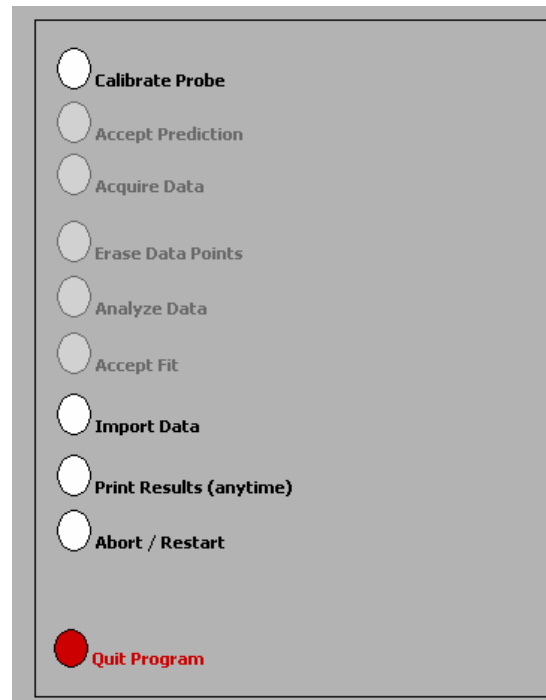 Calibrate Probe
Accept Prediction
Acquire Data
Erase Data Points
Analyze Data
Accept Fit
Import Data
Print Results (anytime)
Abort / Restart
Quit Program